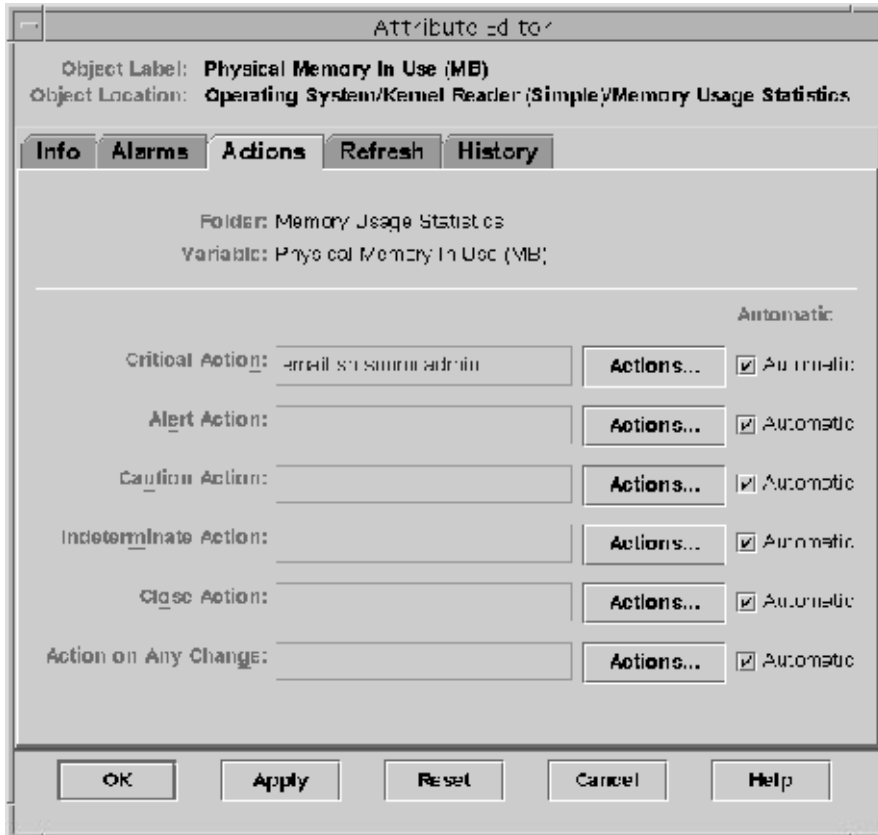 Attribute Editor
Object Label: Physical Memory In Use (MB)
Object Location: Operating System/Kernel Reader (Simple)/Memory Usage Statistics
Info Alarms Actions Refresh History
Folder: Memory Usage Statistics
Variable: Physical Memory In Use (MB)
Automatic
Critical Action: email.sh Actions... Automatic
Alert Action: Actions... Automatic
Caution Action: Actions... Automatic
Indeterminate Action: Actions... Automatic
Close Action: Actions... Automatic
Action on Any Change: Actions... Automatic
OK Apply Reset Cancel Help